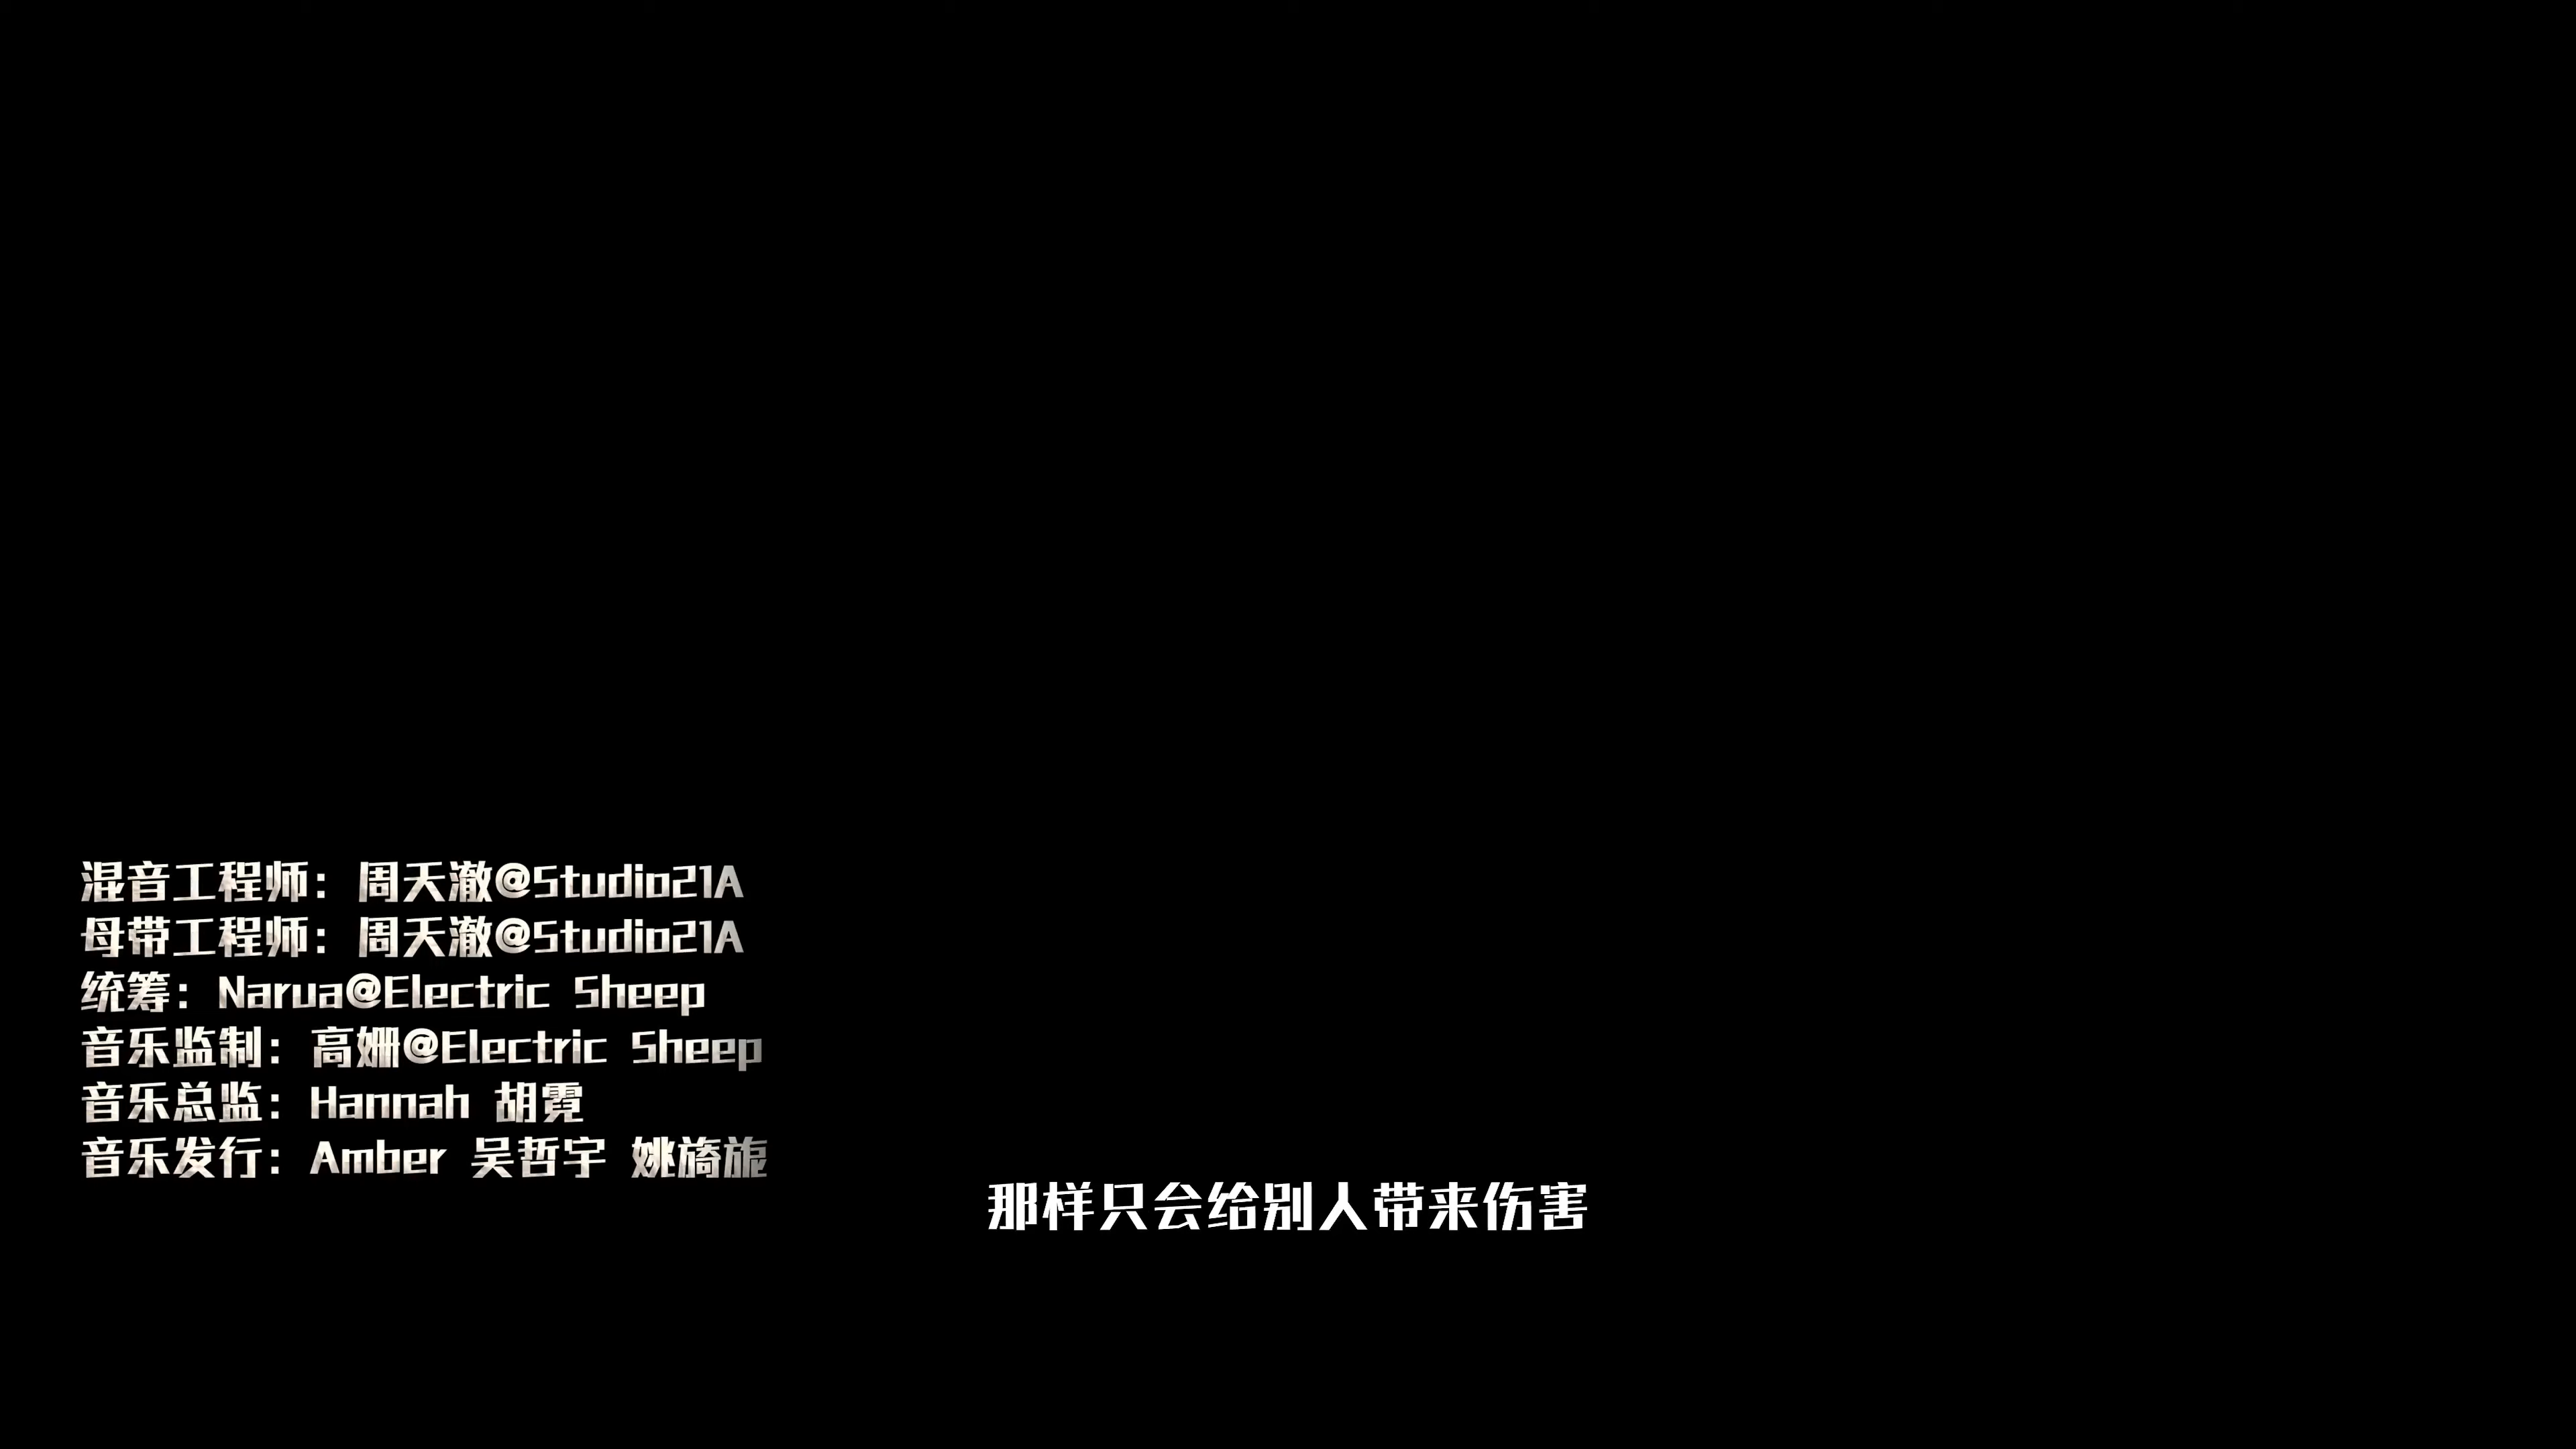 混音工程师：周天澈@Studio21A
母带工程师：周天澈@Studio21A
统筹：Narua@Electric Sheep
音乐监制：高姗@Electric Sheep
音乐总监：Hannah 胡霓
音乐发行：Amber 吴哲宇 姚旖旎
那样只会给别人带来伤害